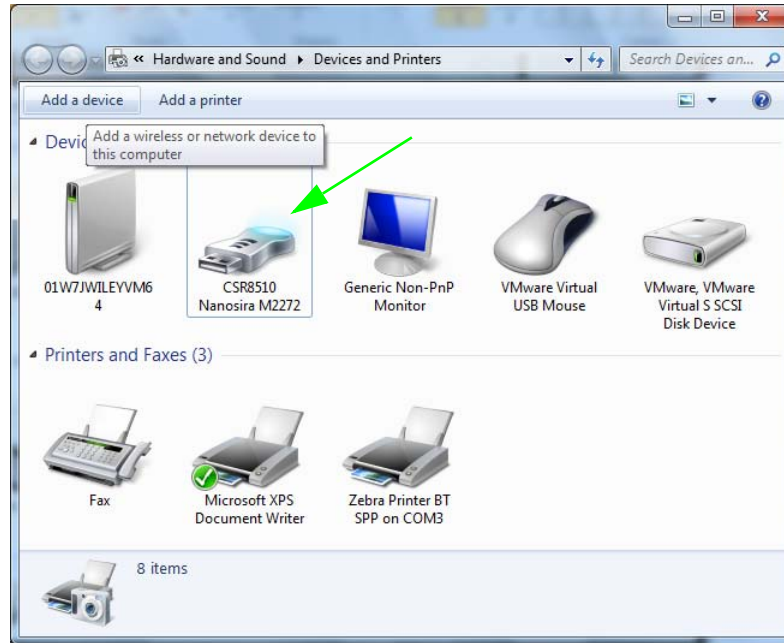 « Hardware and Sound ▸ Devices and Printers
Search Devices an...
Add a device
Add a printer
Devic
Add a wireless or network device to
this computer
01W7JWILEYVM6
4
CSR8510
Nanosira M2272
Generic Non-PnP
Monitor
VMware Virtual
USB Mouse
VMware, VMware
Virtual S SCSI
Disk Device
Printers and Faxes (3)
Fax
Microsoft XPS
Document Writer
Zebra Printer BT
SPP on COM3
8 items